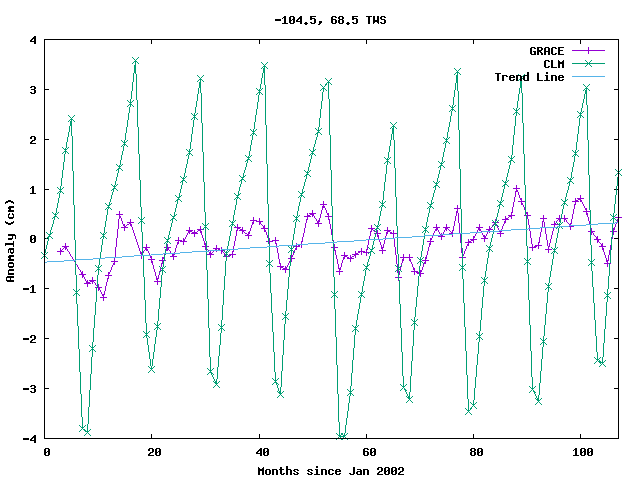 -104.5, 68.5 TWS
GRACE
CLM
Trend Line
Anomaly (cm)
4
3
2
1
0
-1
-2
-3
-4
0 20 40 60 80 100
Months since Jan 2002